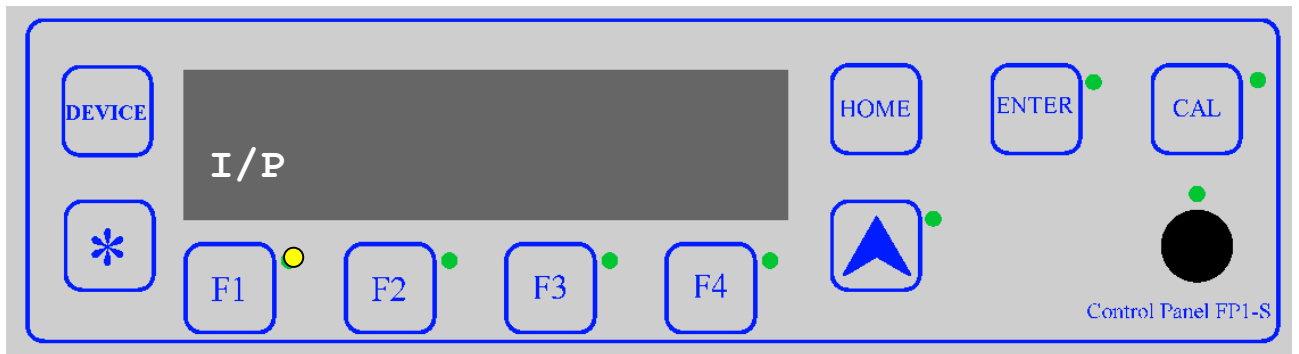 DEVICE
HOME
ENTER
CAL
I/P
*
F1
F2
F3
F4
Control Panel FP1-S